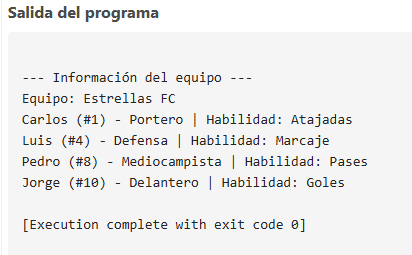 Salida del programa
--- Información del equipo ---
Equipo: Estrellas FC
Carlos (#1) - Portero | Habilidad: Atajadas
Luis (#4) - Defensa | Habilidad: Marcaje
Pedro (#8) - Mediocampista | Habilidad: Pases
Jorge (#10) - Delantero | Habilidad: Goles
[Execution complete with exit code 0]